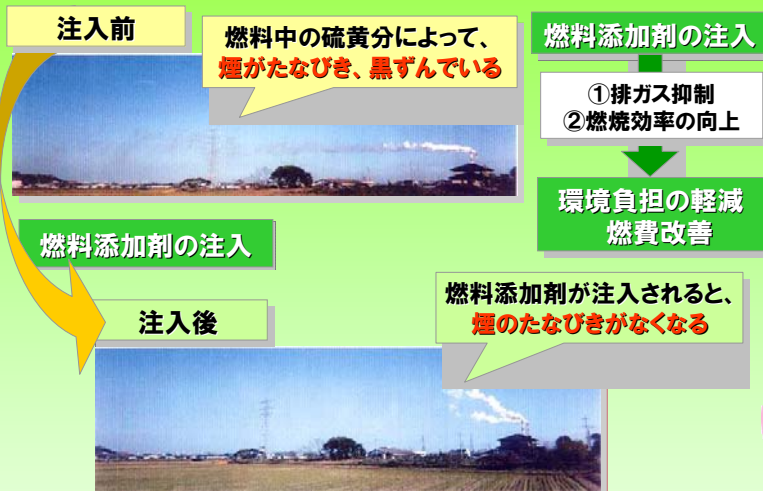 注入前
燃料中の硫黄分によって、
煙がたなびき、黒ずんでいる
燃料添加剤の注入
①排ガス抑制
②燃焼効率の向上
環境負担の軽減
燃費改善
燃料添加剤の注入
注入後
燃料添加剤が注入されると、
煙のたなびきがなくなる